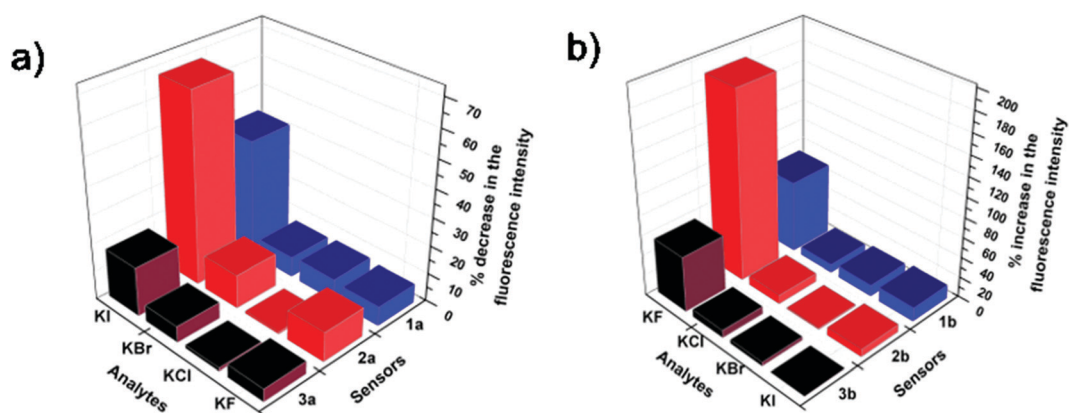 a)
70
60
50
40
30
20
10
0
% decrease in the
fluorescence intensity
KI
KBr
KCl
KF
Analytes
3a
2a
1a
Sensors
b)
200
180
160
140
120
100
80
60
40
20
0
% increase in the
fluorescence intensity
KF
KCl
KBr
KI
Analytes
3b
2b
1b
Sensors